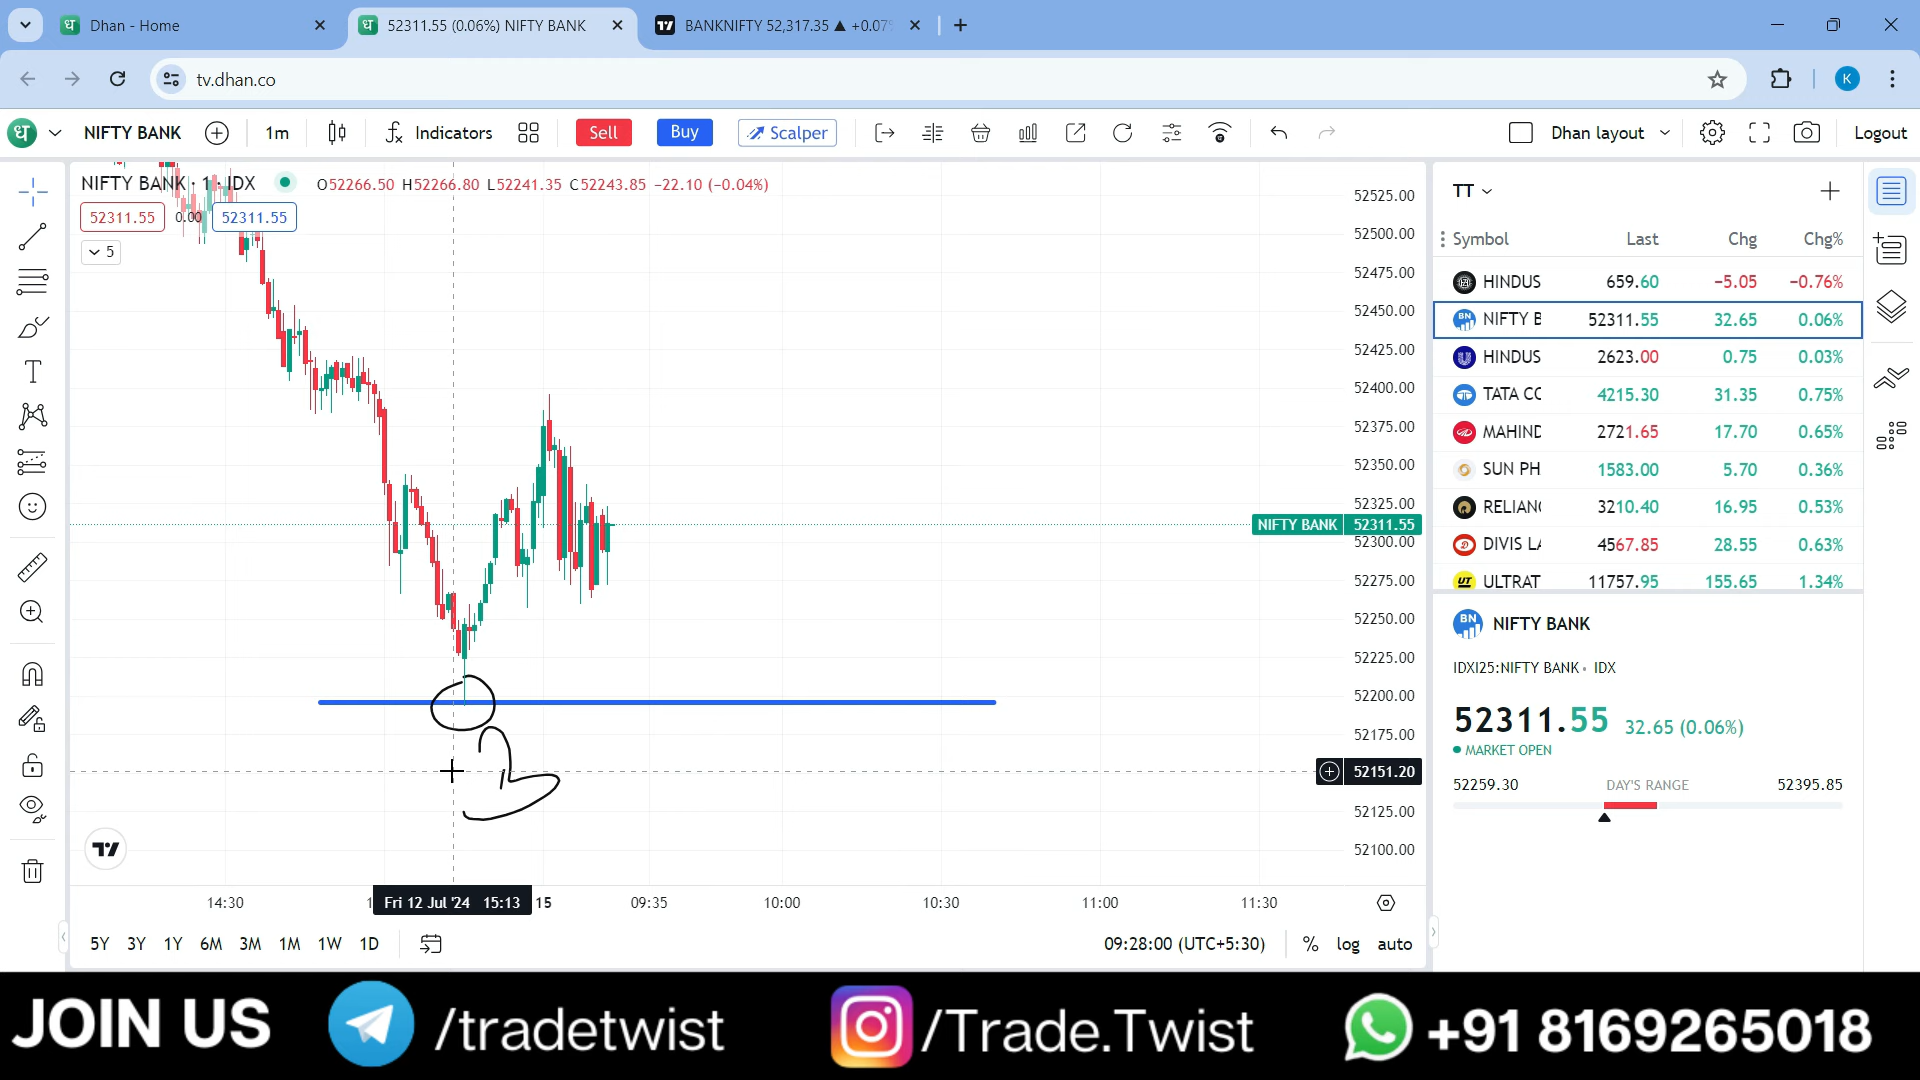 ध Dhan - Home
ध 52311.55 (0.06%) NIFTY BANK
BANKNIFTY 52,317.35 ▲ +0.07%
tv.dhan.co
K
ध NIFTY BANK 1m Indicators Sell Buy Scalper Dhan layout Logout
NIFTY BANK · 1 · IDX O52266.50 H52266.80 L52241.35 C52243.85 −22.10 (−0.04%)
52311.55 0.00 52311.55
5
52525.00
52500.00
52475.00
52450.00
52425.00
52400.00
52375.00
52350.00
52325.00
NIFTY BANK 52311.55
52300.00
52275.00
52250.00
52225.00
52200.00
52175.00
52151.20
52125.00
52100.00
14:30 Fri 12 Jul '24 15:13 15 09:35 10:00 10:30 11:00 11:30
5Y 3Y 1Y 6M 3M 1M 1W 1D 09:28:00 (UTC+5:30) % log auto
TT
Symbol Last Chg Chg%
HINDUS 659.60 −5.05 −0.76%
BN NIFTY B 52311.55 32.65 0.06%
HINDUS 2623.00 0.75 0.03%
TATA CC 4215.30 31.35 0.75%
MAHIND 2721.65 17.70 0.65%
SUN PH 1583.00 5.70 0.36%
RELIAN 3210.40 16.95 0.53%
DIVIS LA 4567.85 28.55 0.63%
UT ULTRAT 11757.95 155.65 1.34%
BN NIFTY BANK
IDXI25:NIFTY BANK • IDX
52311.55 32.65 (0.06%)
MARKET OPEN
52259.30 DAY'S RANGE 52395.85
JOIN US /tradetwist /Trade.Twist +91 8169265018